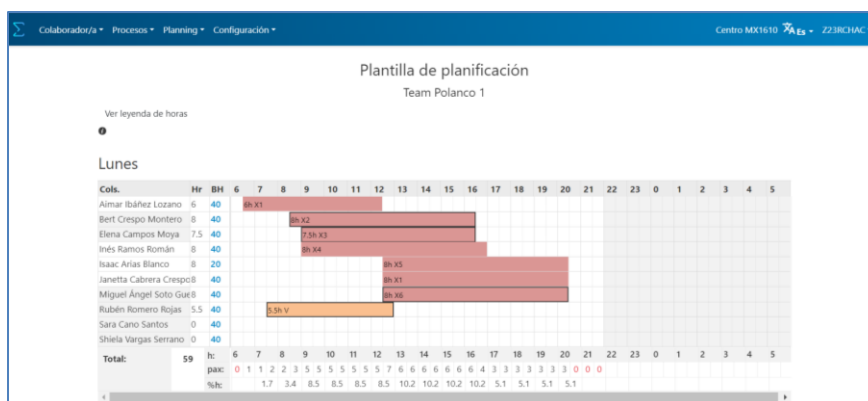 Σ Colaborador/a Procesos Planning Configuración Centro MX1610 Es Z23RCHAC
Plantilla de planificación
Team Polanco 1
Ver leyenda de horas
Lunes
Cols. Hr BH 6 7 8 9 10 11 12 13 14 15 16 17 18 19 20 21 22 23 0 1 2 3 4 5
Aimar Ibáñez Lozano 6 40 6h X1
Bert Crespo Montero 8 40 8h X2
Elena Campos Moya 7.5 40 7.5h X3
Inés Ramos Román 8 40 8h X4
Isaac Arias Blanco 8 20 8h X5
Janetta Cabrera Crespo 8 40 8h X1
Miguel Ángel Soto Gue 8 40 8h X6
Rubén Romero Rojas 5.5 40 5.5h V
Sara Cano Santos 0 40
Shiela Vargas Serrano 0 40
Total: 59 h: 6 7 8 9 10 11 12 13 14 15 16 17 18 19 20 21 22 23 0 1 2 3 4 5
pax: 0 1 1 2 2 3 5 5 5 5 5 5 5 7 6 6 6 6 6 6 6 4 3 3 3 3 3 3 3 0 0 0
%h: 1.7 3.4 8.5 8.5 8.5 8.5 10.2 10.2 10.2 10.2 5.1 5.1 5.1 5.1